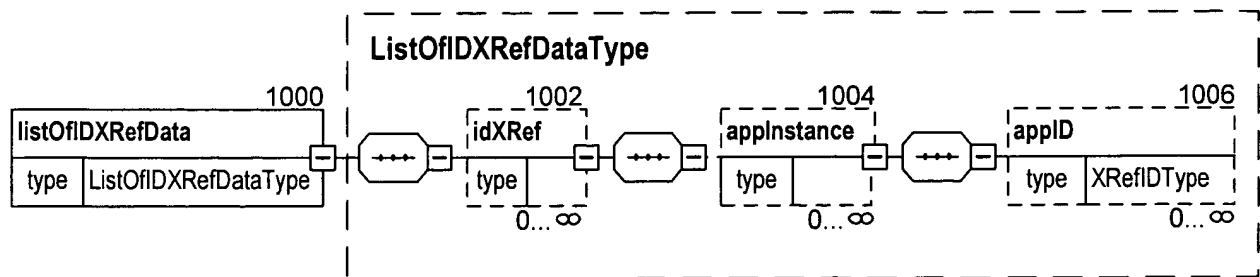 ListOfIDXRefDataType
1000
listOfIDXRefData
type ListOfIDXRefDataType
1002
idXRef
type
0... ∞
1004
appInstance
type
0... ∞
1006
appID
type XRefIDType
0... ∞